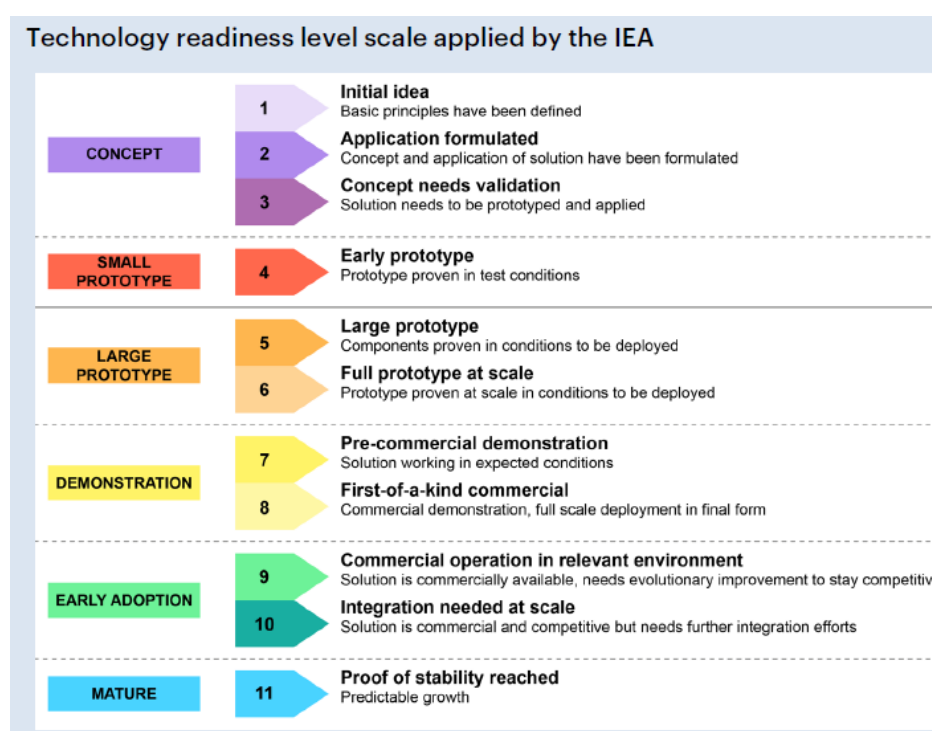 Technology readiness level scale applied by the IEA
CONCEPT
1
Initial idea
Basic principles have been defined
2
Application formulated
Concept and application of solution have been formulated
3
Concept needs validation
Solution needs to be prototyped and applied
SMALL
PROTOTYPE
4
Early prototype
Prototype proven in test conditions
LARGE
PROTOTYPE
5
Large prototype
Components proven in conditions to be deployed
6
Full prototype at scale
Prototype proven at scale in conditions to be deployed
DEMONSTRATION
7
Pre-commercial demonstration
Solution working in expected conditions
8
First-of-a-kind commercial
Commercial demonstration, full scale deployment in final form
EARLY ADOPTION
9
Commercial operation in relevant environment
Solution is commercially available, needs evolutionary improvement to stay competitiv
10
Integration needed at scale
Solution is commercial and competitive but needs further integration efforts
MATURE
11
Proof of stability reached
Predictable growth